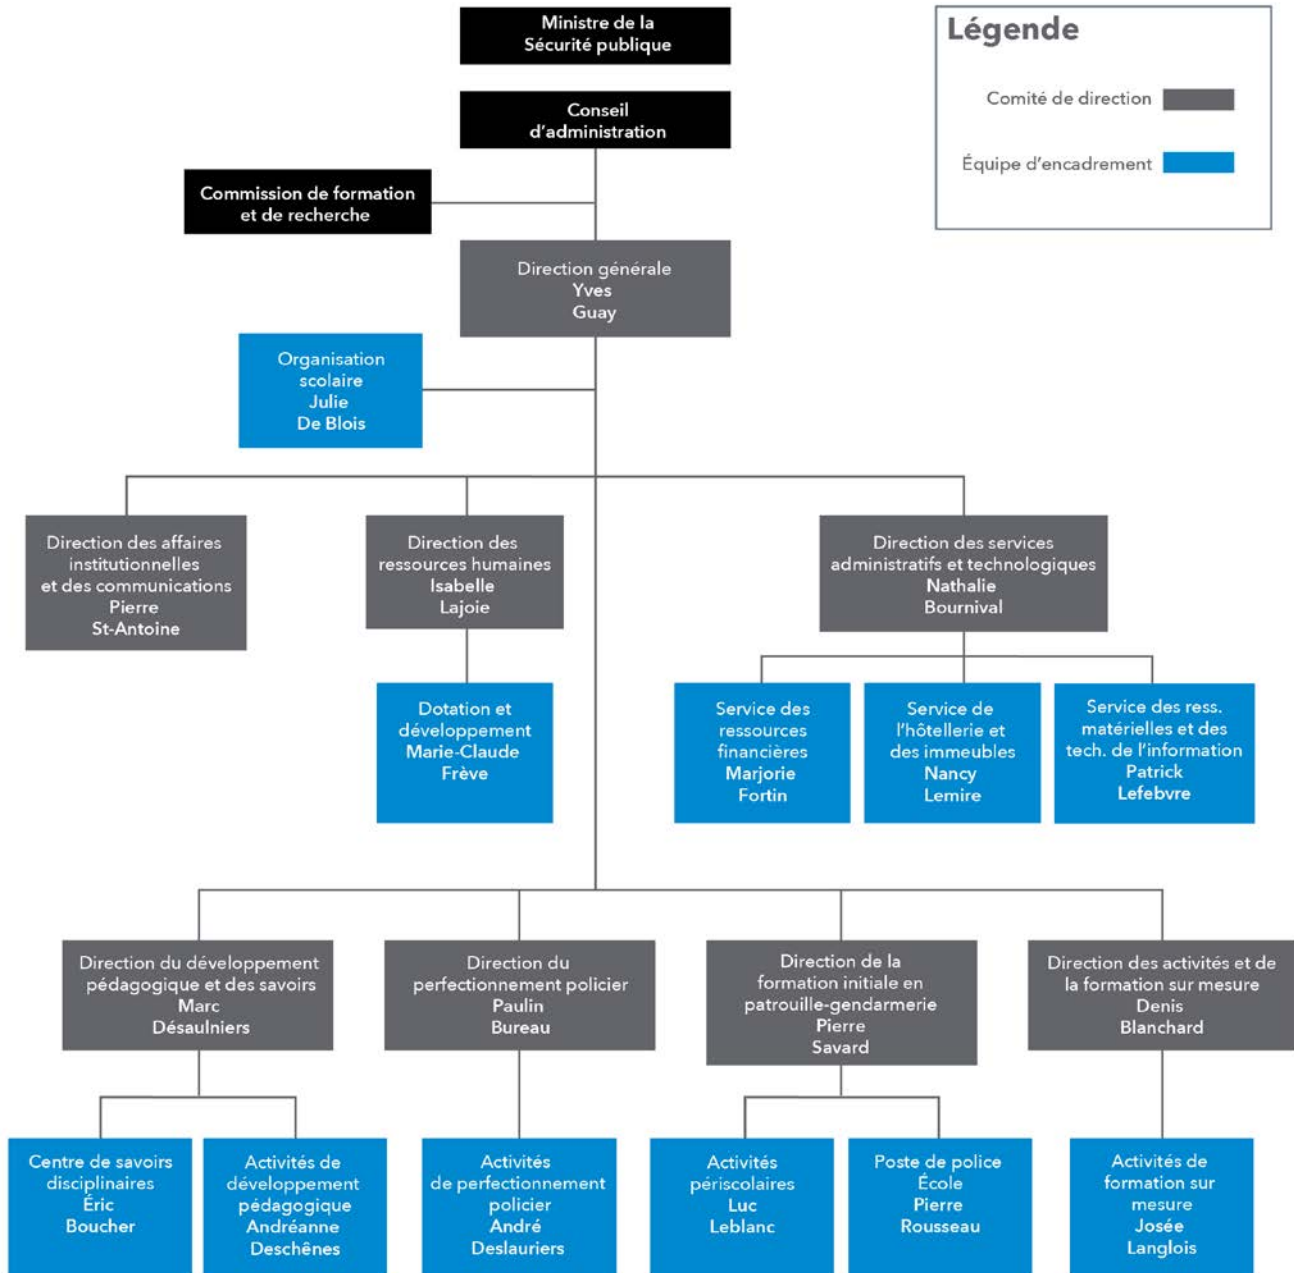 Ministre de la
Sécurité publique
Légende
Comité de direction
Équipe d'encadrement
Conseil
d'administration
Commission de formation
et de recherche
Direction générale
Yves
Guay
Organisation
scolaire
Julie
De Blois
Direction des affaires
institutionnelles
et des communications
Pierre
St-Antoine
Direction des
ressources humaines
Isabelle
Lajoie
Direction des services
administratifs et technologiques
Nathalie
Bournival
Dotation et
développement
Marie-Claude
Frève
Service des
ressources
financières
Marjorie
Fortin
Service de
l'hôtellerie et
des immeubles
Nancy
Lemire
Service des ress.
matérielles et des
tech. de l'information
Patrick
Lefebvre
Direction du développement
pédagogique et des savoirs
Marc
Désaulniers
Direction du
perfectionnement policier
Paulin
Bureau
Direction de la
formation initiale en
patrouille-gendarmerie
Pierre
Savard
Direction des activités et de
la formation sur mesure
Denis
Blanchard
Centre de savoirs
disciplinaires
Éric
Boucher
Activités de
développement
pédagogique
Andréanne
Deschênes
Activités
de perfectionnement
policier
André
Deslauriers
Activités
périscolaires
Luc
Leblanc
Poste de police
École
Pierre
Rousseau
Activités de
formation sur
mesure
Josée
Langlois